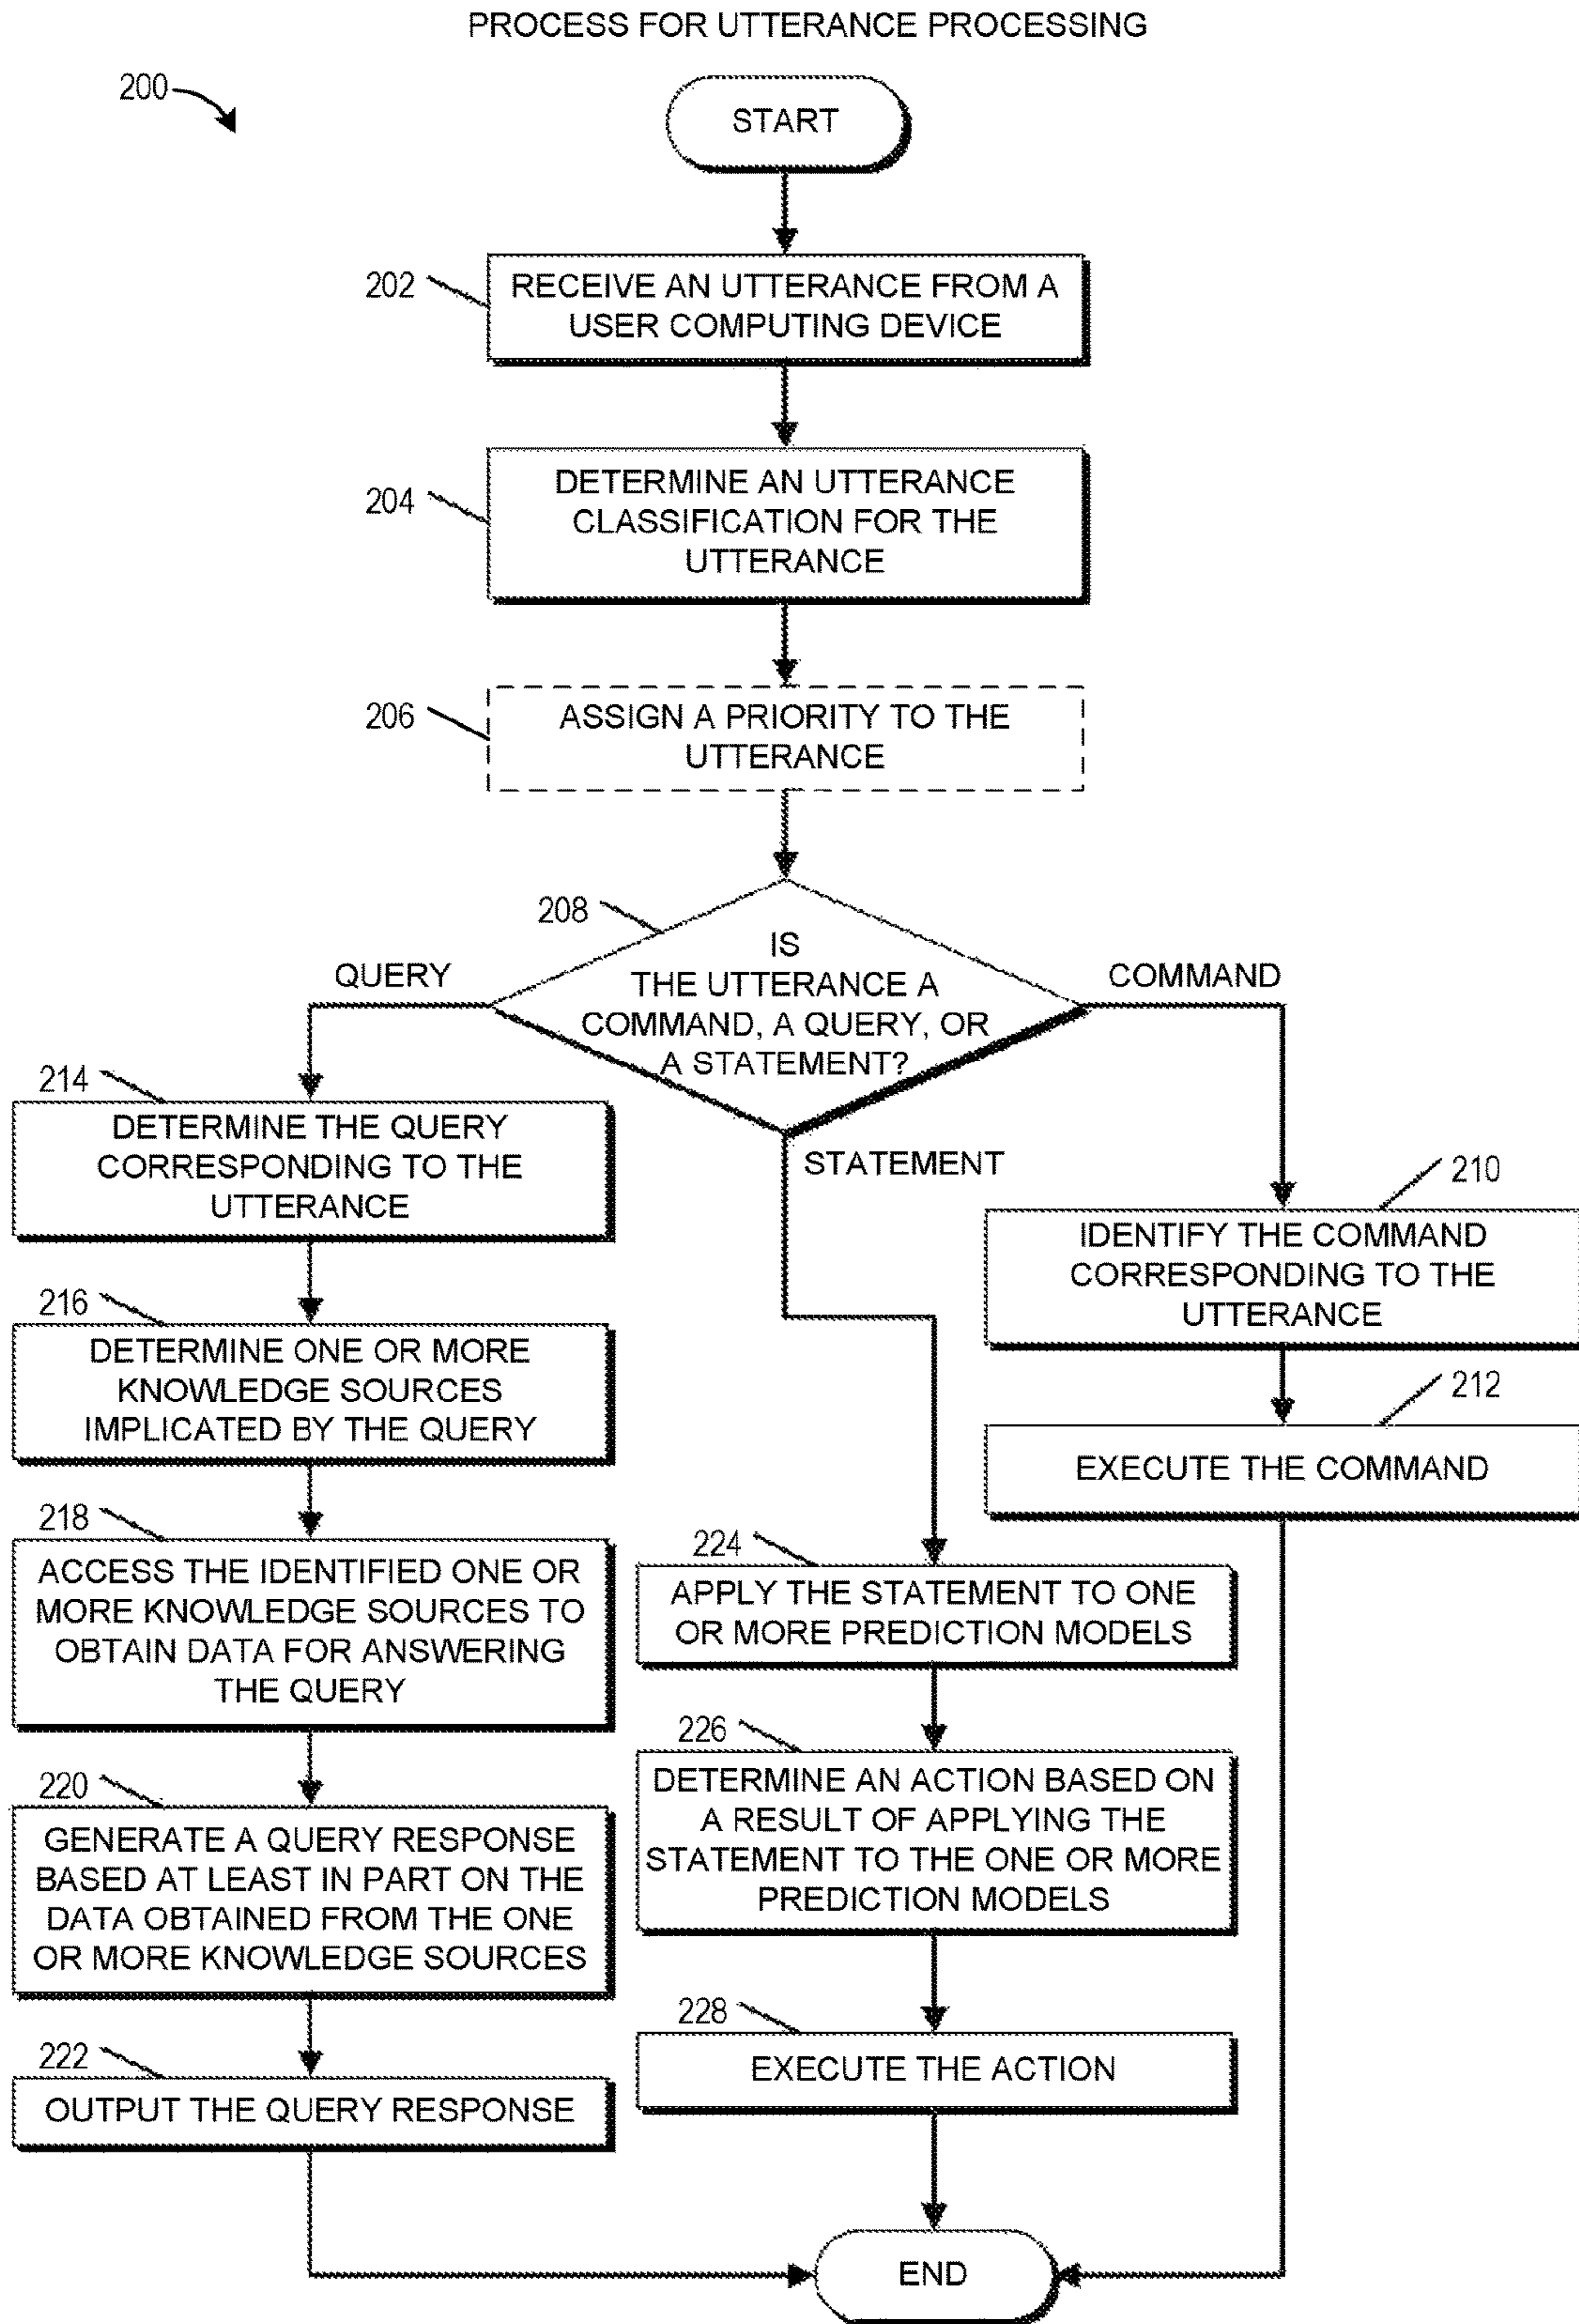 PROCESS FOR UTTERANCE PROCESSING
200
START
202
RECEIVE AN UTTERANCE FROM A
USER COMPUTING DEVICE
204
DETERMINE AN UTTERANCE
CLASSIFICATION FOR THE
UTTERANCE
206
ASSIGN A PRIORITY TO THE
UTTERANCE
208
IS
THE UTTERANCE A
COMMAND, A QUERY, OR
A STATEMENT?
QUERY
COMMAND
STATEMENT
214
DETERMINE THE QUERY
CORRESPONDING TO THE
UTTERANCE
216
DETERMINE ONE OR MORE
KNOWLEDGE SOURCES
IMPLICATED BY THE QUERY
218
ACCESS THE IDENTIFIED ONE OR
MORE KNOWLEDGE SOURCES TO
OBTAIN DATA FOR ANSWERING
THE QUERY
220
GENERATE A QUERY RESPONSE
BASED AT LEAST IN PART ON THE
DATA OBTAINED FROM THE ONE
OR MORE KNOWLEDGE SOURCES
222
OUTPUT THE QUERY RESPONSE
224
APPLY THE STATEMENT TO ONE
OR MORE PREDICTION MODELS
226
DETERMINE AN ACTION BASED ON
A RESULT OF APPLYING THE
STATEMENT TO THE ONE OR MORE
PREDICTION MODELS
228
EXECUTE THE ACTION
210
IDENTIFY THE COMMAND
CORRESPONDING TO THE
UTTERANCE
212
EXECUTE THE COMMAND
END